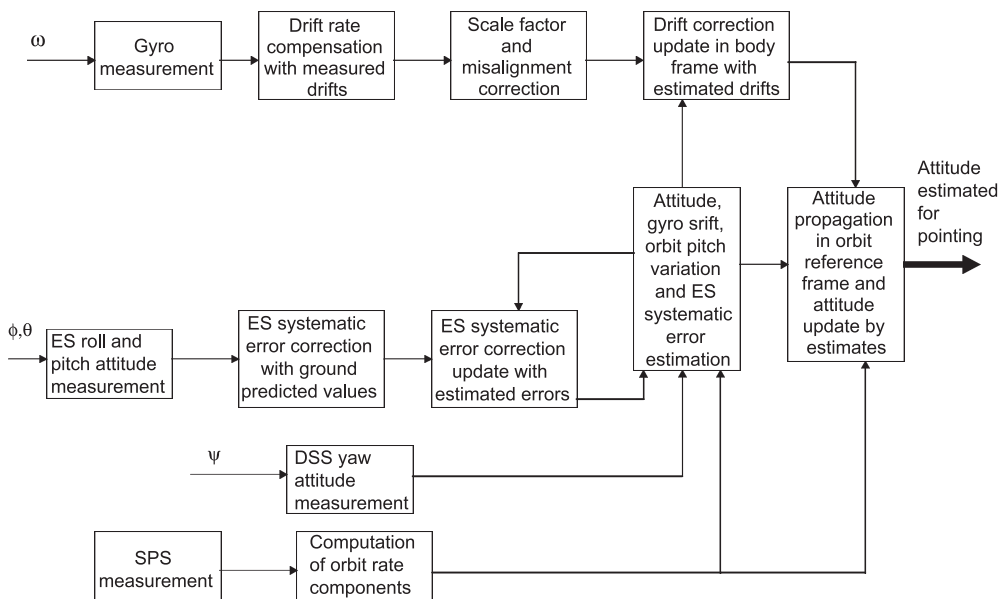 ω
Gyro
measurement
Drift rate
compensation
with measured
drifts
Scale factor
and
misalignment
correction
Drift correction
update in body
frame with
estimated drifts
Attitude,
gyro srift,
orbit pitch
variation
and ES
systematic
error
estimation
Attitude
propagation
in orbit
reference
frame and
attitude
update by
estimates
Attitude
estimated
for
pointing
ϕ,θ
ES roll and
pitch attitude
measurement
ES systematic
error correction
with ground
predicted values
ES systematic
error correction
update with
estimated errors
ψ
DSS yaw
attitude
measurement
SPS
measurement
Computation
of orbit rate
components